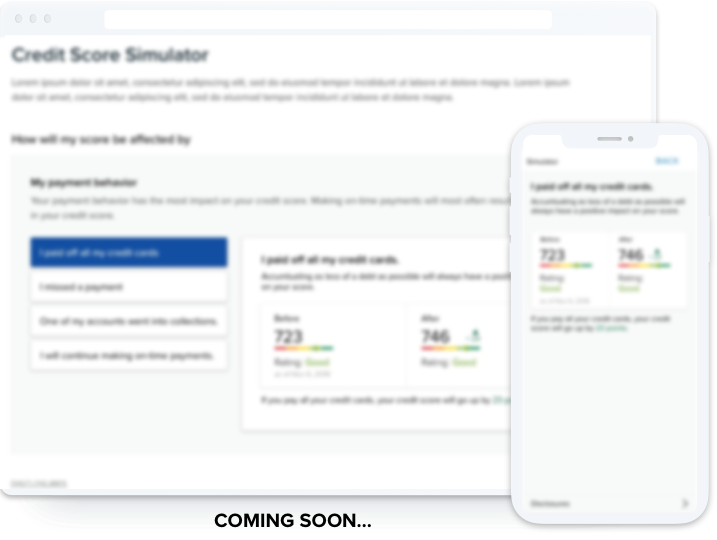 Credit Score Simulator
Lorem ipsum dolor sit amet, consectetur adipiscing elit, sed do eiusmod tempor incididunt ut labore et dolore magna. Lorem ipsum
dolor sit amet, consectetur adipiscing elit, sed do eiusmod tempor incididunt ut labore et dolore magna.
How will my score be affected by
My payment behavior
Your payment behavior has the most impact on your credit score. Making on-time payments will most often
in your credit score.
I paid off all my credit cards
I missed a payment
One of my accounts went into collections.
I will continue making on-time payments.
I paid off all my credit cards.
Accumulating as less of a debt as possible will always have a
on your score.
Before
723
Rating: Good
After
746
Rating: Good
If you pay all your credit cards, your credit score will go up by
DISCLOSURES
Simulator BACK
I paid off all my credit cards.
Accumulating as less of a debt as possible will
always have a positive impact on your score.
Before
723
Rating:
Good
After
746
Rating:
Good
If you pay all your credit cards, your credit
score will go up by points.
Disclosures
COMING SOON...